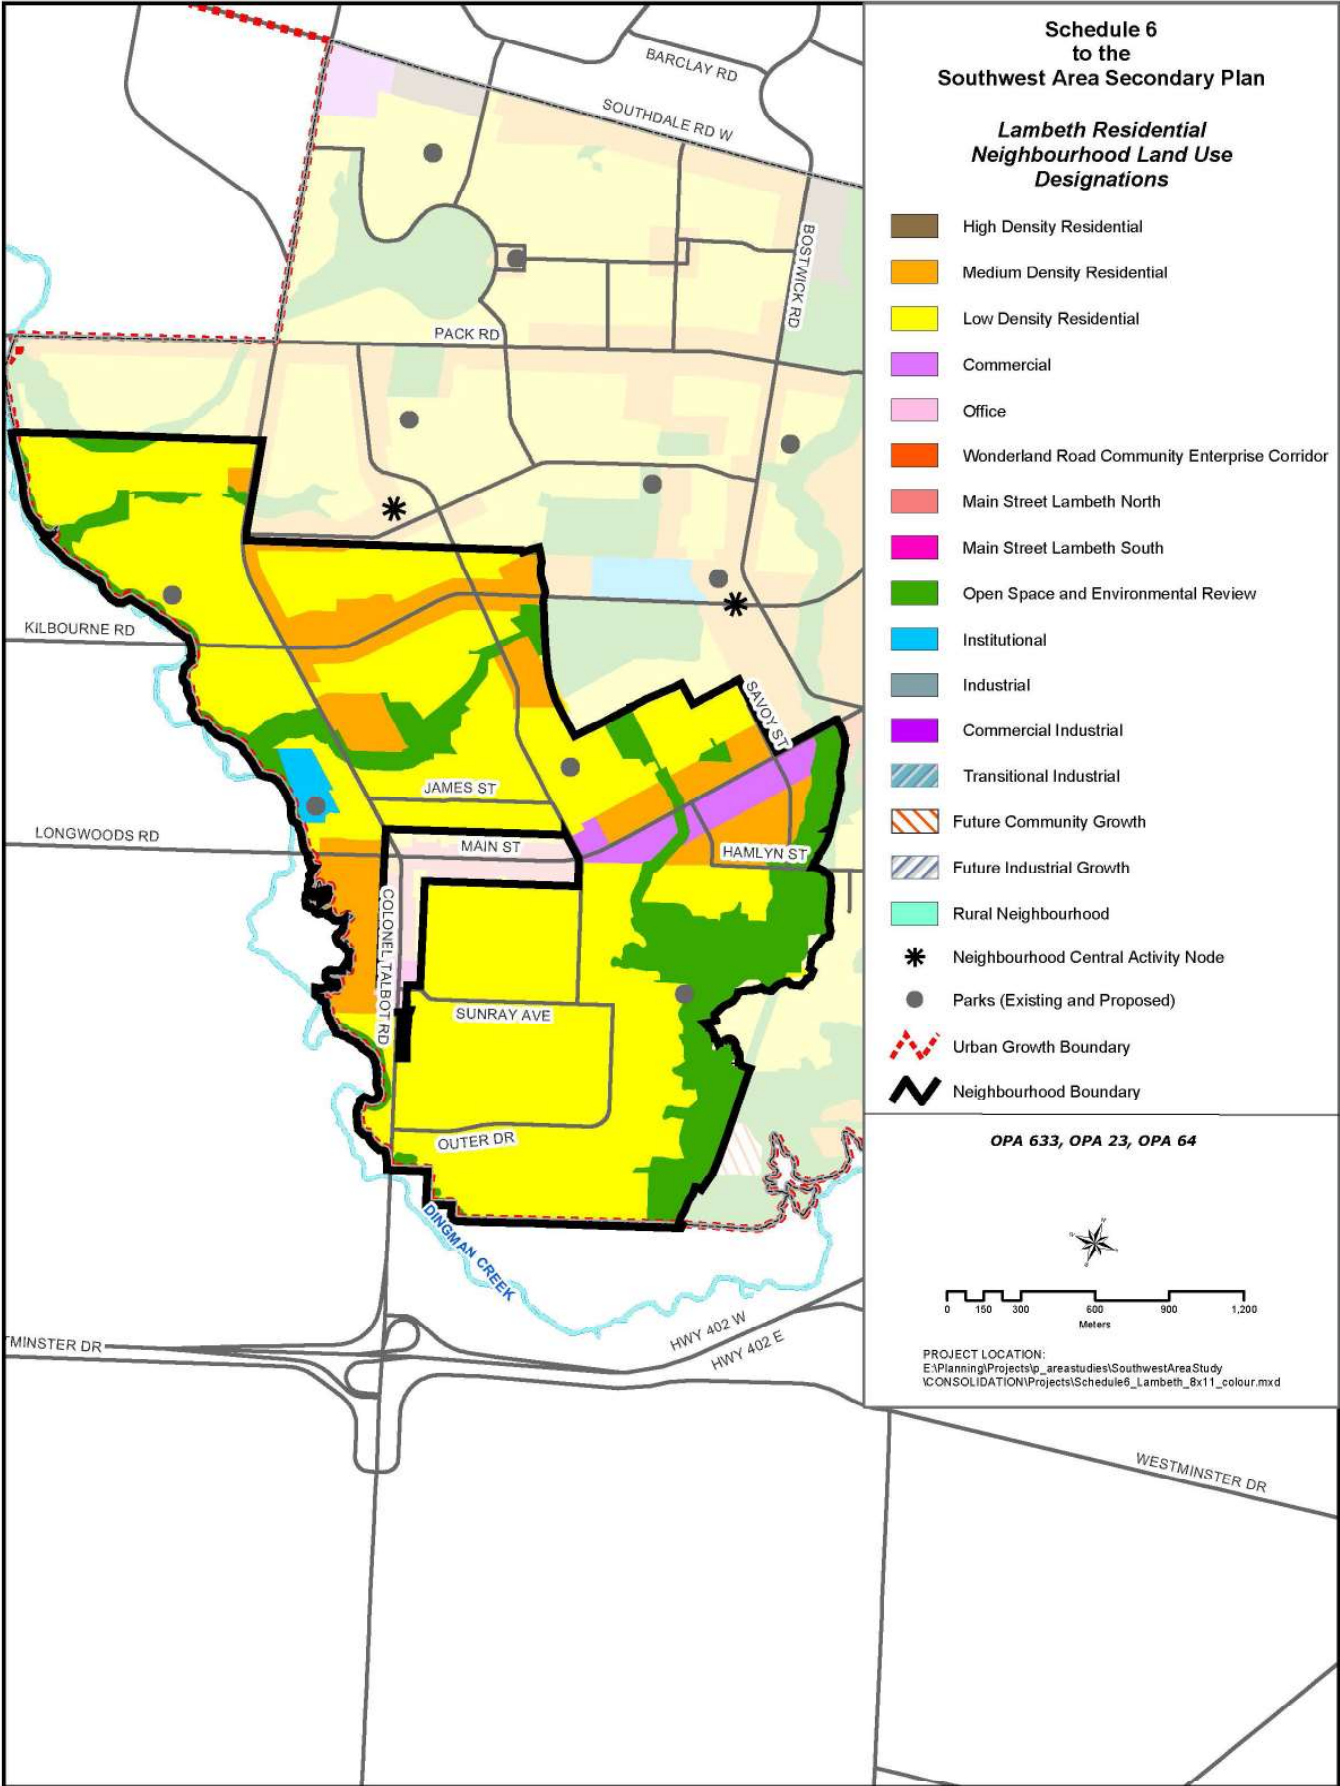 Schedule 6
to the
Southwest Area Secondary Plan
Lambeth Residential
Neighbourhood Land Use
Designations
High Density Residential
Medium Density Residential
Low Density Residential
Commercial
Office
Wonderland Road Community Enterprise Corridor
Main Street Lambeth North
Main Street Lambeth South
Open Space and Environmental Review
Institutional
Industrial
Commercial Industrial
Transitional Industrial
Future Community Growth
Future Industrial Growth
Rural Neighbourhood
Neighbourhood Central Activity Node
Parks (Existing and Proposed)
Urban Growth Boundary
Neighbourhood Boundary
OPA 633, OPA 23, OPA 64
0 150 300 600 900 1,200
Meters
PROJECT LOCATION:
E:\Planning\Projects\p_areastudies\SouthwestAreaStudy
\CONSOLIDATION\Projects\Schedule6_Lambeth_8x11_colour.mxd
BARCLAY RD
SOUTHDALE RD W
BOSTWICK RD
PACK RD
KILBOURNE RD
SAVOY ST
JAMES ST
LONGWOODS RD
MAIN ST
HAMLYN ST
COLONEL TALBOT RD
SUNRAY AVE
OUTER DR
DINGMAN CREEK
HWY 402 W
HWY 402 E
TMINSTER DR
WESTMINSTER DR